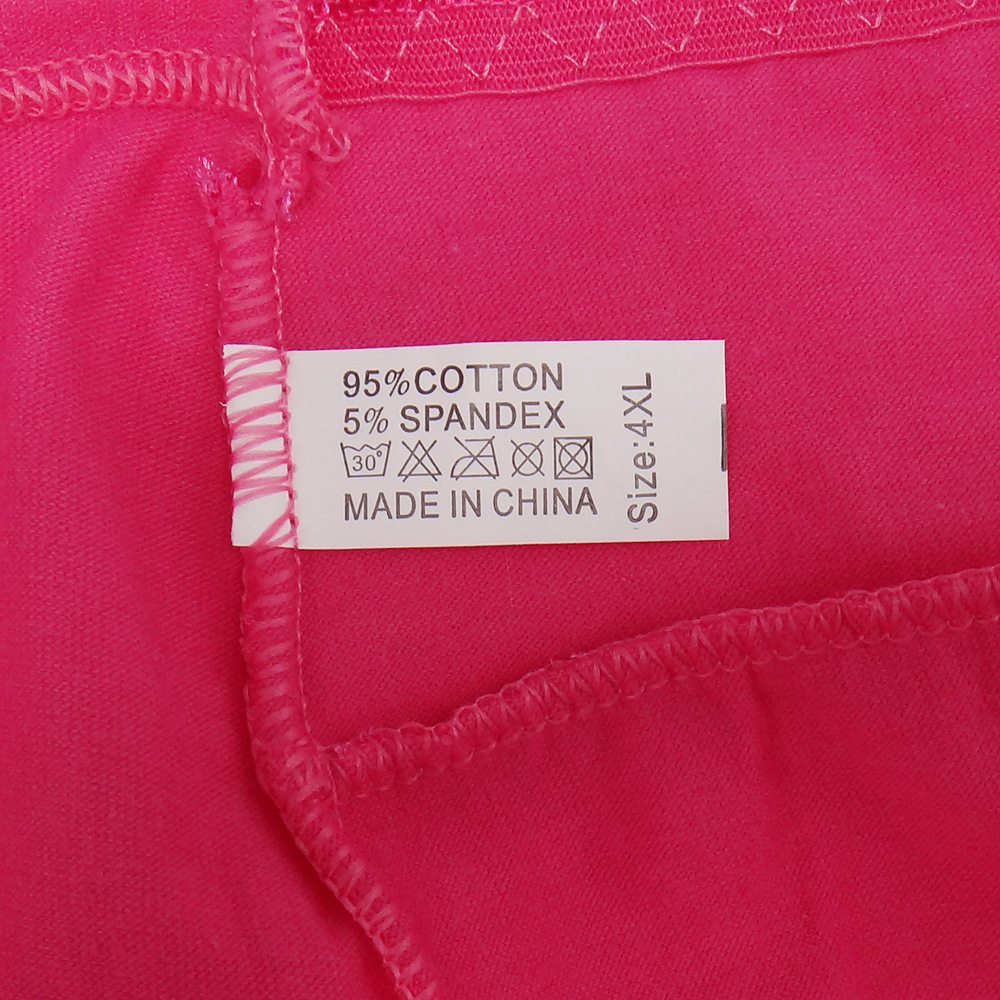 95%COTTON
5% SPANDEX
30°
MADE IN CHINA
Size:4XL